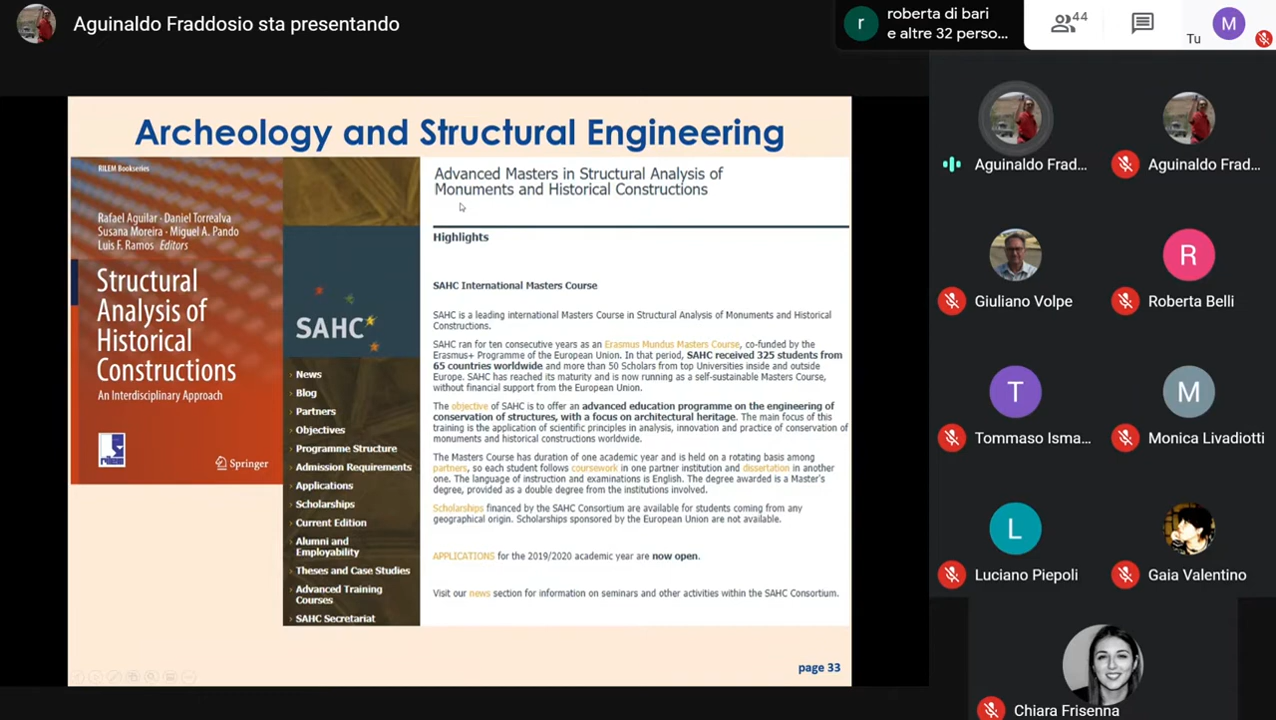 Aguinaldo Fraddosio sta presentando
r
roberta di bari
e altre 32 perso...
44
Tu
M
Archeology and Structural Engineering
RILEM Bookseries
Rafael Aguilar · Daniel Torrealva
Susana Moreira · Miguel A. Pando
Luis F. Ramos Editors
Structural
Analysis of
Historical
Constructions
An Interdisciplinary Approach
rilem
Springer
SAHC
News
Blog
Partners
Objectives
Programme Structure
Admission Requirements
Applications
Scholarships
Current Edition
Alumni and
Employability
Theses and Case Studies
Advanced Training
Courses
SAHC Secretariat
Advanced Masters in Structural Analysis of
Monuments and Historical Constructions
Highlights
SAHC International Masters Course
SAHC is a leading international Masters Course in Structural Analysis of Monuments and Historical
Constructions.
SAHC ran for ten consecutive years as an Erasmus Mundus Masters Course, co-funded by the
Erasmus+ Programme of the European Union. In that period, SAHC received 325 students from
65 countries worldwide and more than 50 Scholars from top Universities inside and outside
Europe. SAHC has reached its maturity and is now running as a self-sustainable Masters Course,
without financial support from the European Union.
The objective of SAHC is to offer an advanced education programme on the engineering of
conservation of structures, with a focus on architectural heritage. The main focus of this
training is the application of scientific principles in analysis, innovation and practice of conservation of
monuments and historical constructions worldwide.
The Masters Course has duration of one academic year and is held on a rotating basis among
partners, so each student follows coursework in one partner institution and dissertation in another
one. The language of instruction and examinations is English. The degree awarded is a Master's
degree, provided as a double degree from the institutions involved.
Scholarships financed by the SAHC Consortium are available for students coming from any
geographical origin. Scholarships sponsored by the European Union are not available.
APPLICATIONS for the 2019/2020 academic year are now open.
Visit our news section for information on seminars and other activities within the SAHC Consortium.
page 33
Aguinaldo Frad...
Aguinaldo Frad...
Giuliano Volpe
R
Roberta Belli
T
Tommaso Isma...
M
Monica Livadiotti
L
Luciano Piepoli
Gaia Valentino
Chiara Frisenna